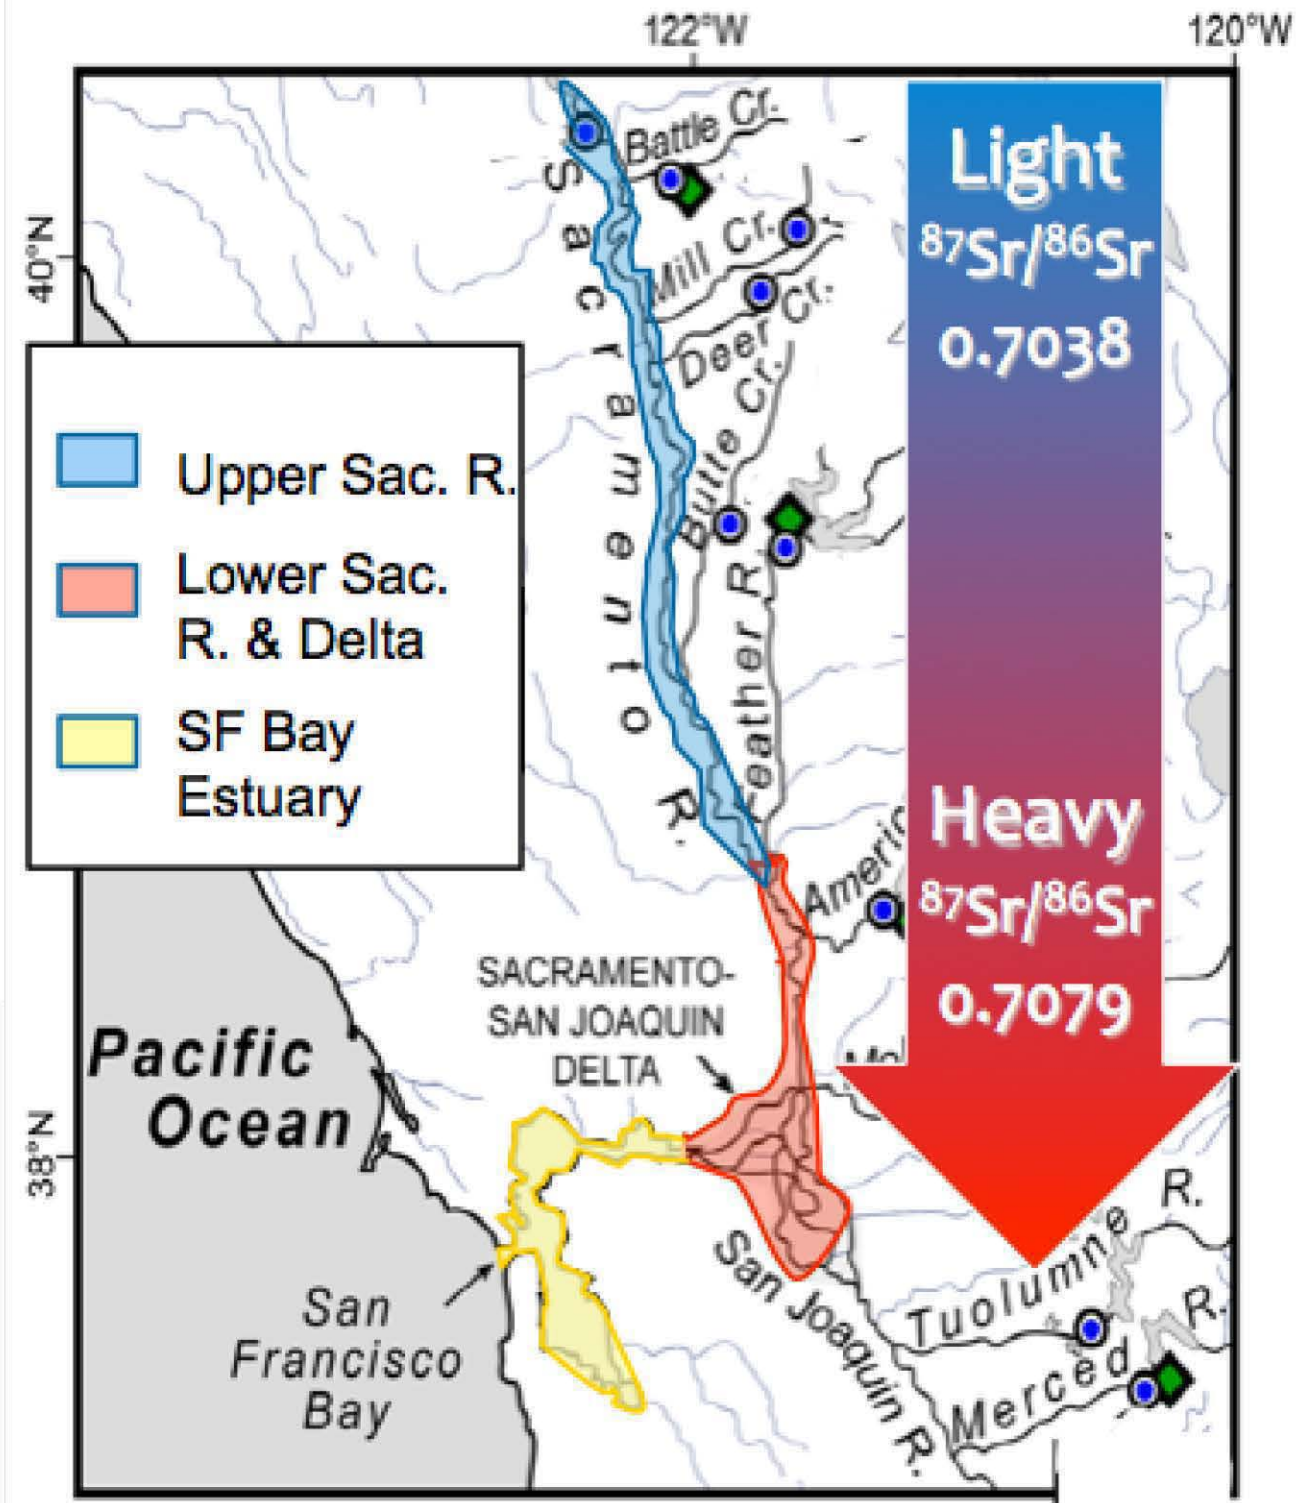 122°W
120°W
40°N
38°N
Battle Cr.
Mill Cr.
Deer Cr.
Butte Cr.
Sacramento R.
Feather R.
Americ
Light
87Sr/86Sr
0.7038
Heavy
87Sr/86Sr
0.7079
Upper Sac. R.
Lower Sac.
R. & Delta
SF Bay
Estuary
SACRAMENTO-
SAN JOAQUIN
DELTA
Pacific
Ocean
San
Francisco
Bay
San Joaquin R.
Tuolumne R.
Merced R.